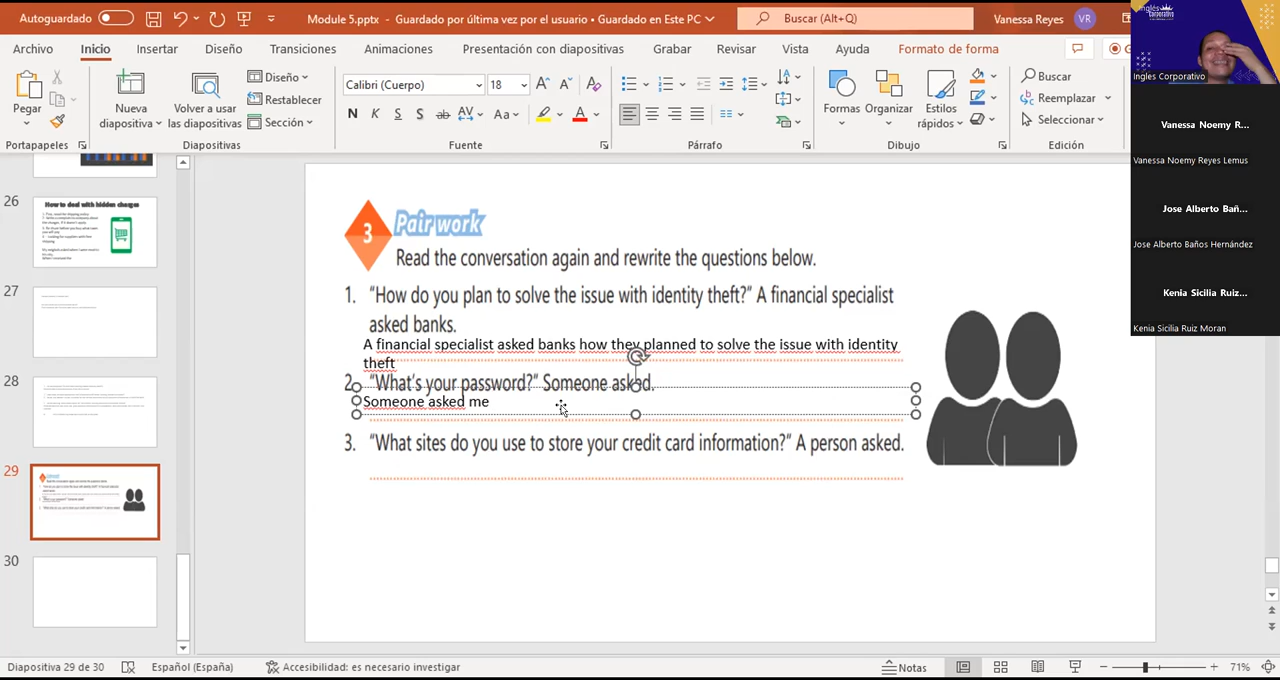 Autoguardado
Module 5.pptx - Guardado por última vez por el usuario • Guardado en Este PC
Buscar (Alt+Q)
Vanessa Reyes
VR
Archivo Inicio Insertar Diseño Transiciones Animaciones Presentación con diapositivas Grabar Revisar Vista Ayuda Formato de forma
Pegar
Nueva diapositiva
Volver a usar las diapositivas
Diseño
Restablecer
Sección
Calibri (Cuerpo) 18
N K S S ab AV Aa A
Formas Organizar Estilos rápidos
Buscar
Reemplazar
Seleccionar
Portapapeles Diapositivas Fuente Párrafo Dibujo Edición
Inglés Corporativo
Ingles Corporativo
Vanessa Noemy R...
Vanessa Noemy Reyes Lemus
Jose Alberto Bañ...
Jose Alberto Baños Hernández
Kenia Sicilia Ruiz...
Kenia Sicilia Ruiz Moran
26
How to deal with hidden charges
27
28
29
30
3 Pair work
Read the conversation again and rewrite the questions below.
1. “How do you plan to solve the issue with identity theft?” A financial specialist
asked banks.
A financial specialist asked banks how they planned to solve the issue with identity
theft
2. “What's your password?” Someone asked.
Someone asked me
3. “What sites do you use to store your credit card information?” A person asked.
Diapositiva 29 de 30
Español (España)
Accesibilidad: es necesario investigar
Notas
71%